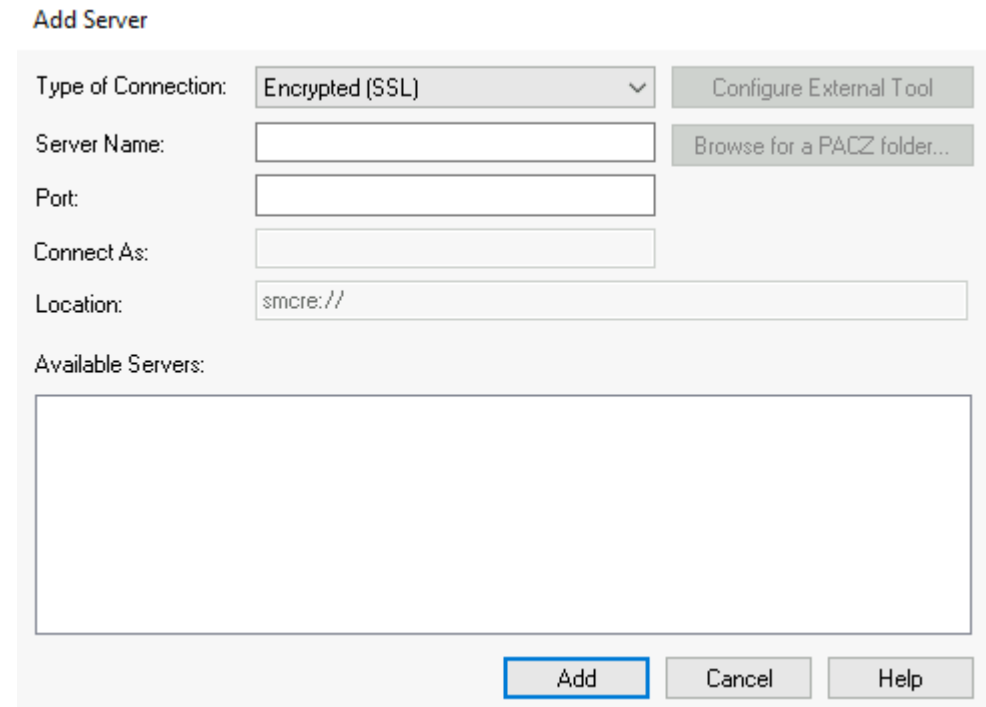 Add Server
Type of Connection: Encrypted (SSL) Configure External Tool
Server Name: Browse for a PACZ folder...
Port:
Connect As:
Location: smcre://
Available Servers:
Add Cancel Help